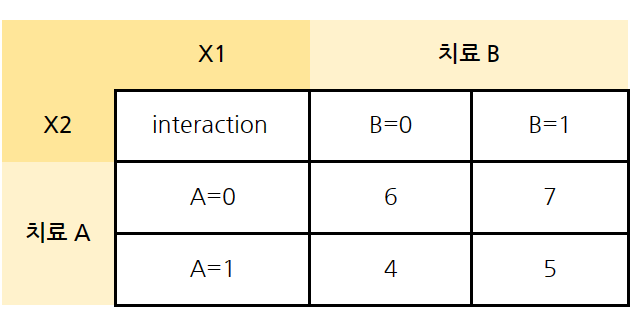 X1 치료 B
X2 interaction B=0 B=1
치료 A
A=0 6 7
A=1 4 5